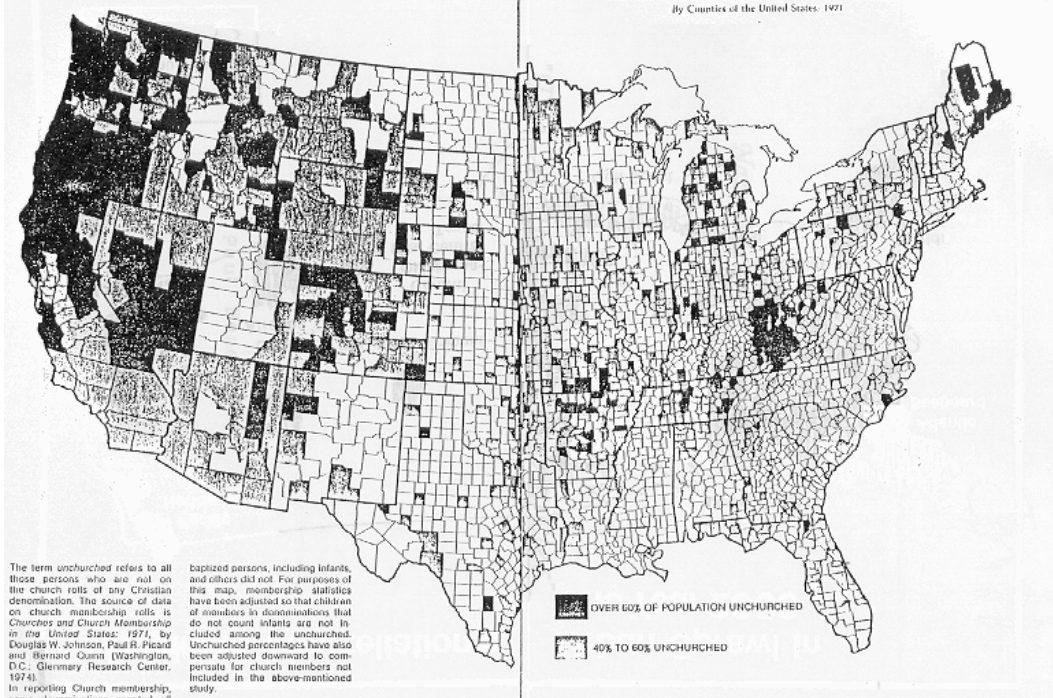 By Counties of the United States: 1971
The term unchurched refers to all
those persons who are not on
the church rolls of any Christian
denomination. The source of data
on church membership rolls is
Churches and Church Membership
in the United States: 1971, by
Douglas W. Johnson, Paul R. Picard
and Bernard Quinn (Washington,
D.C.: Glenmary Research Center,
1974).
In reporting Church membership,
baptized persons, including infants,
and others did not. For purposes of
this map, membership statistics
have been adjusted so that children
of members in denominations that
do not count infants are not in-
cluded among the unchurched.
Unchurched percentages have also
been adjusted downward to com-
pensate for church members not
included in the above-mentioned
study.
OVER 60% OF POPULATION UNCHURCHED
40% TO 60% UNCHURCHED